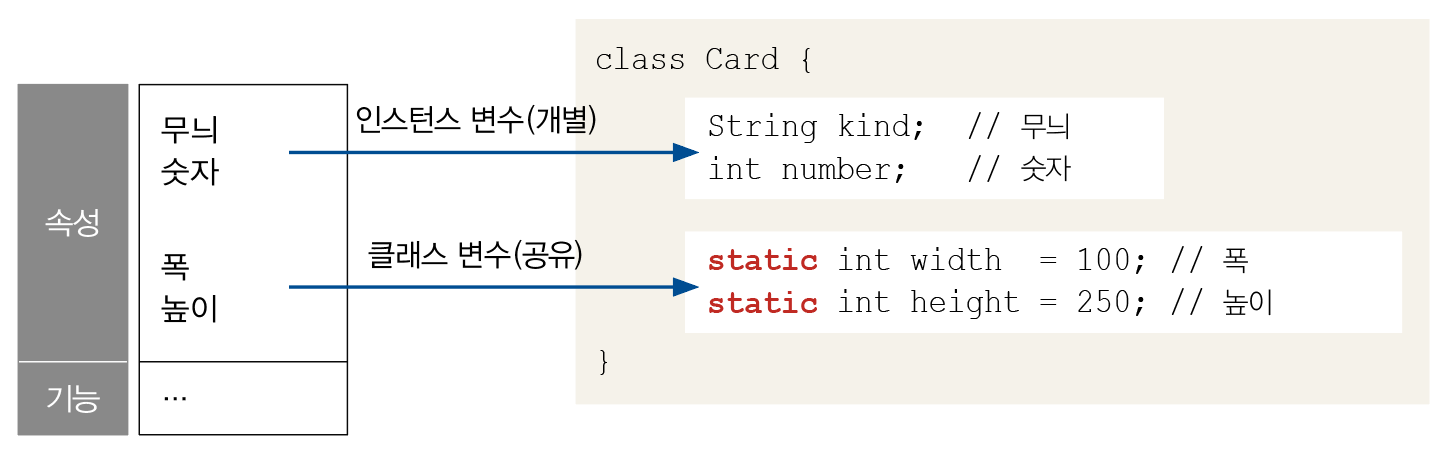 속성
기능
무늬
숫자
폭
높이
…
인스턴스 변수(개별)
클래스 변수(공유)
class Card {
String kind;  // 무늬
int number;   // 숫자
static int width  = 100; // 폭
static int height = 250; // 높이
}